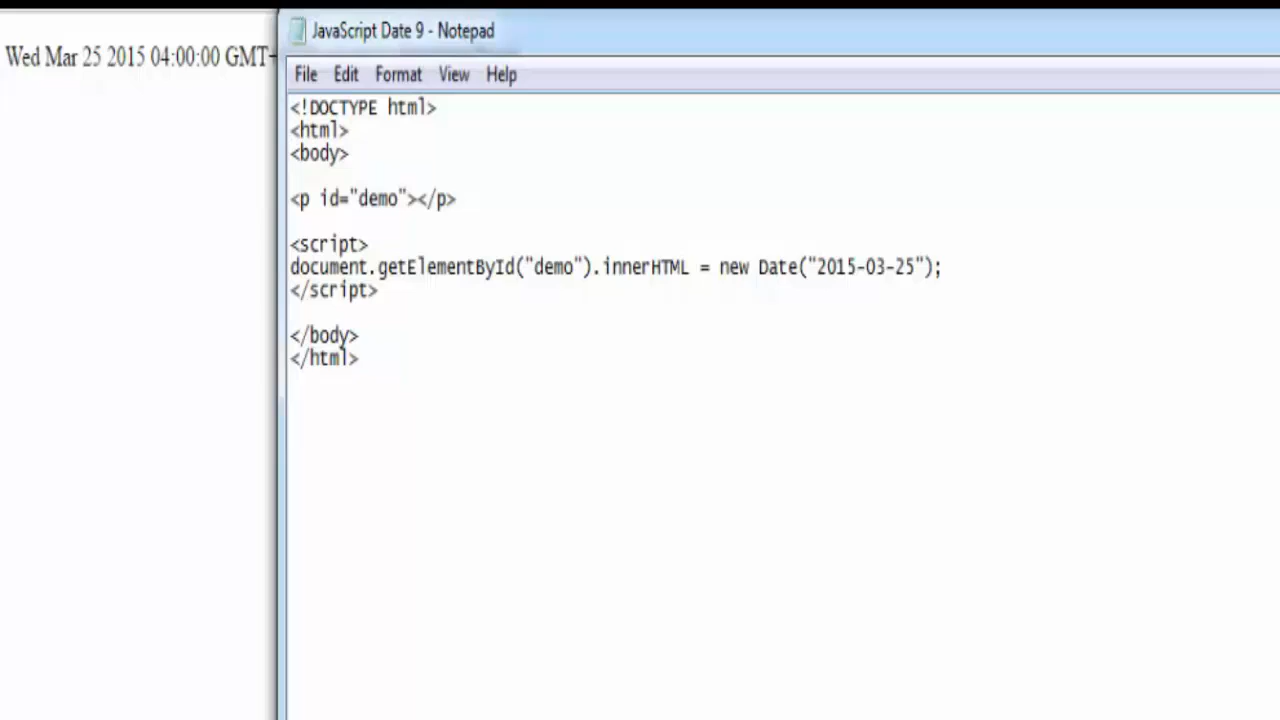 Wed Mar 25 2015 04:00:00 GMT+
JavaScript Date 9 - Notepad
File Edit Format View Help
<!DOCTYPE html>
<html>
<body>
<p id="demo"></p>
<script>
document.getElementById("demo").innerHTML = new Date("2015-03-25");
</script>
</body>
</html>